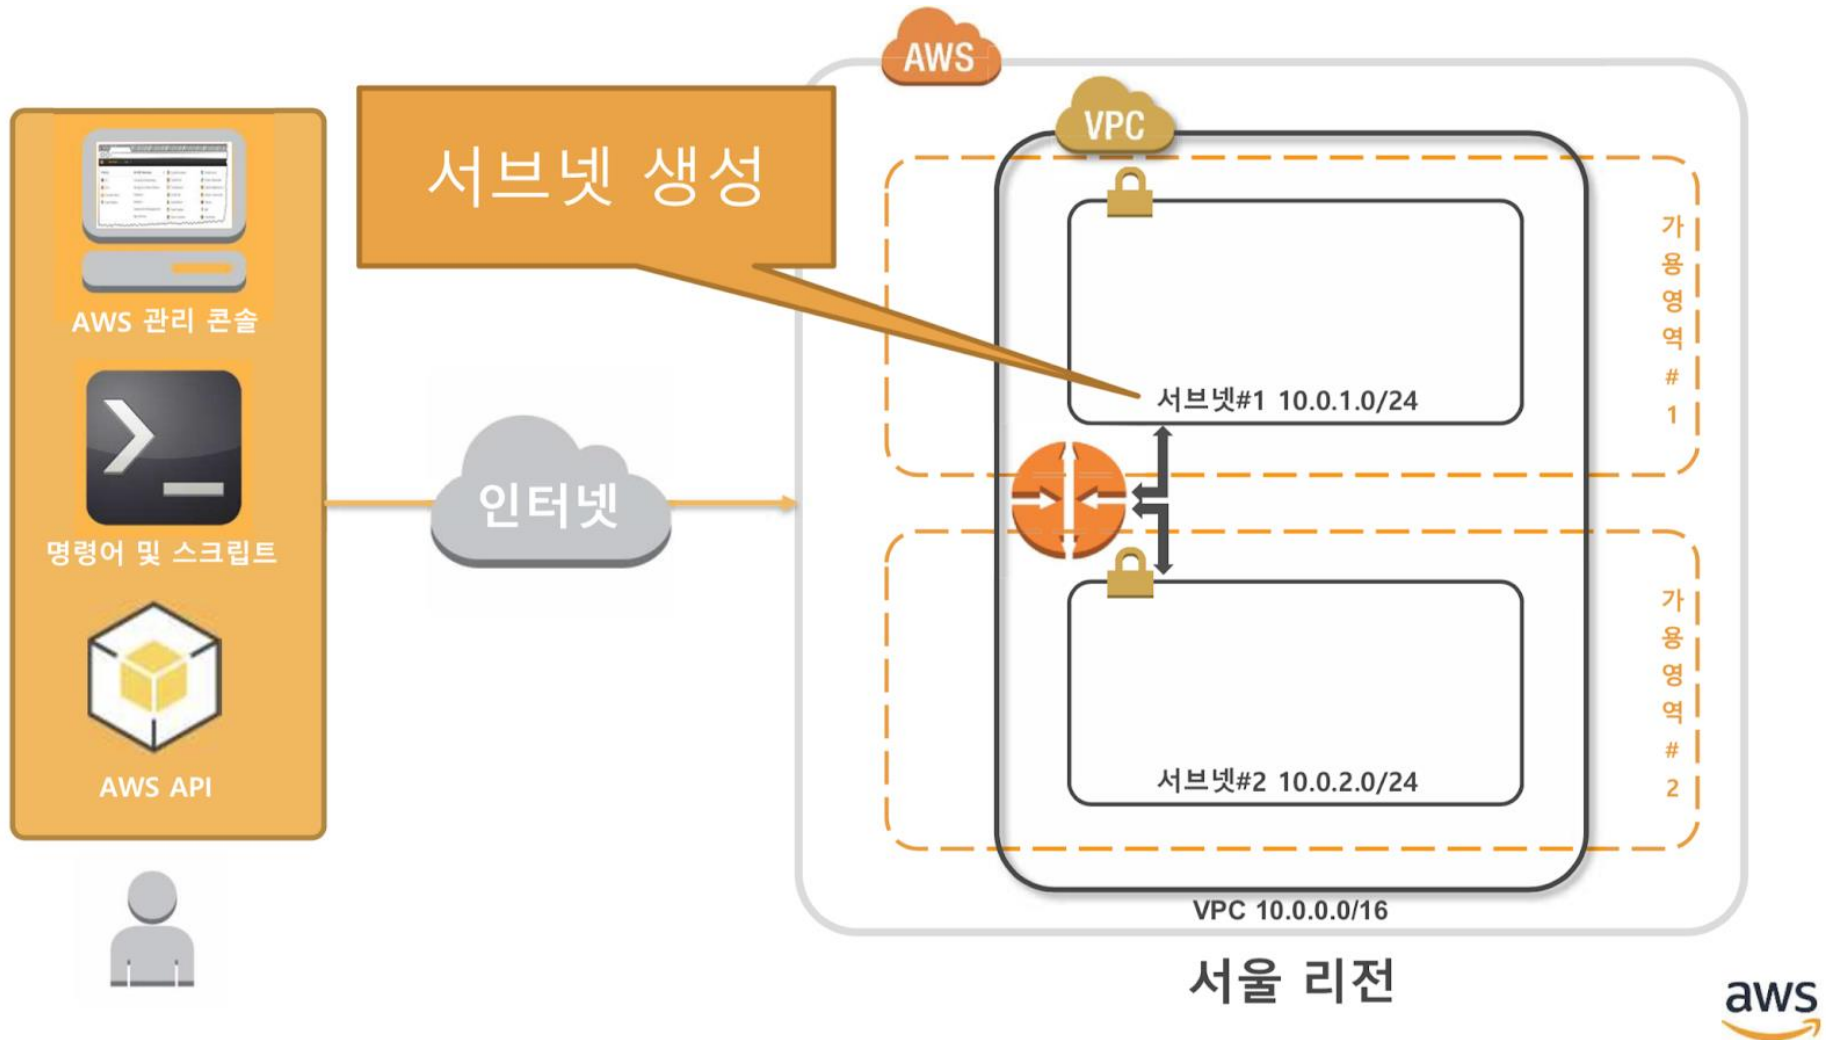 AWS
VPC
서브넷 생성
AWS 관리 콘솔
명령어 및 스크립트
AWS API
인터넷
서브넷#1 10.0.1.0/24
가용영역#1
서브넷#2 10.0.2.0/24
가용영역#2
VPC 10.0.0.0/16
서울 리전
aws